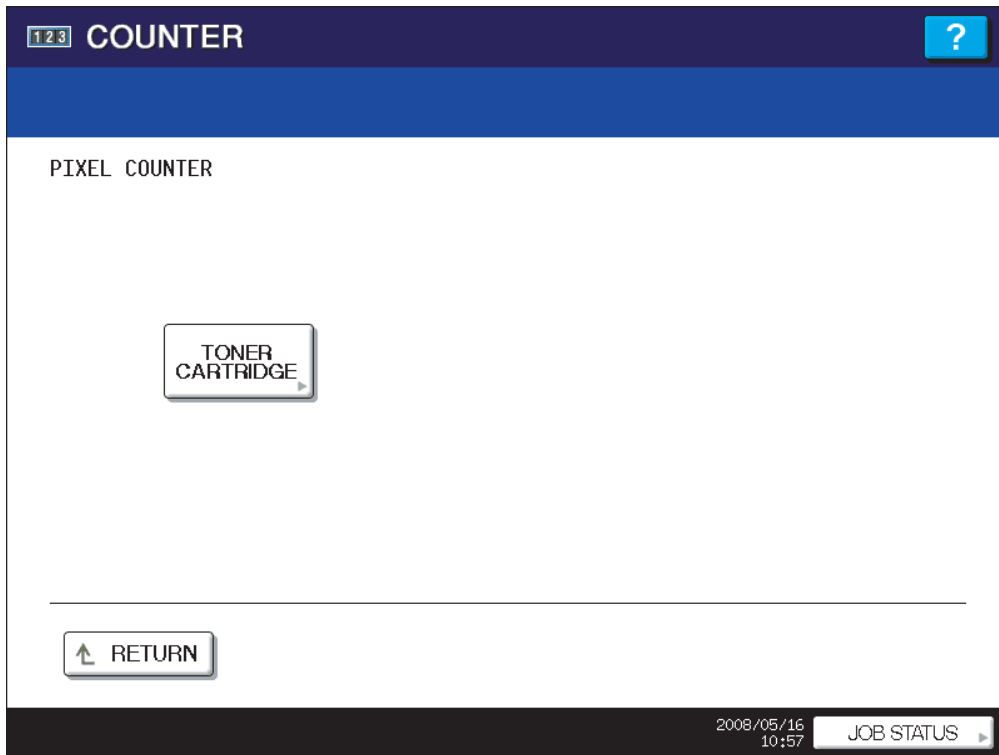 123 COUNTER ?
PIXEL COUNTER
TONER
CARTRIDGE
RETURN
2008/05/16
10:57
JOB STATUS